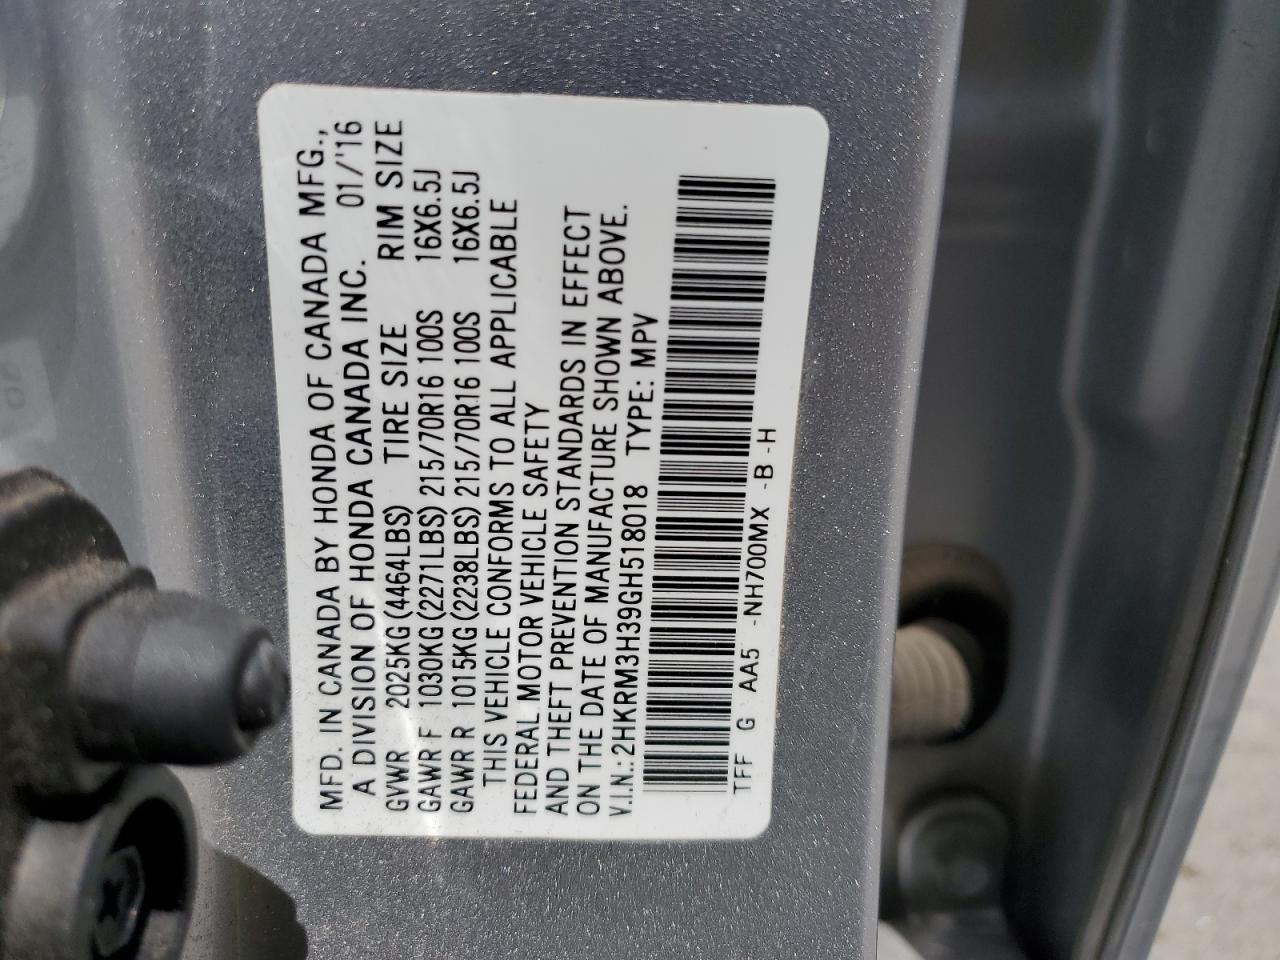 MFD. IN CANADA BY HONDA OF CANADA MFG.,
A DIVISION OF HONDA CANADA INC. 01/'16
GVWR 2025KG(4464LBS) TIRE SIZE RIM SIZE
GAWR F 1030KG(2271LBS) 215/70R16 100S 16X6.5J
GAWR R 1015KG(2238LBS) 215/70R16 100S 16X6.5J
THIS VEHICLE CONFORMS TO ALL APPLICABLE
FEDERAL MOTOR VEHICLE SAFETY
AND THEFT PREVENTION STANDARDS IN EFFECT
ON THE DATE OF MANUFACTURE SHOWN ABOVE.
V.I.N.:2HKRM3H39GH518018 TYPE: MPV
TFF G AA5 -NH700MX -B -H